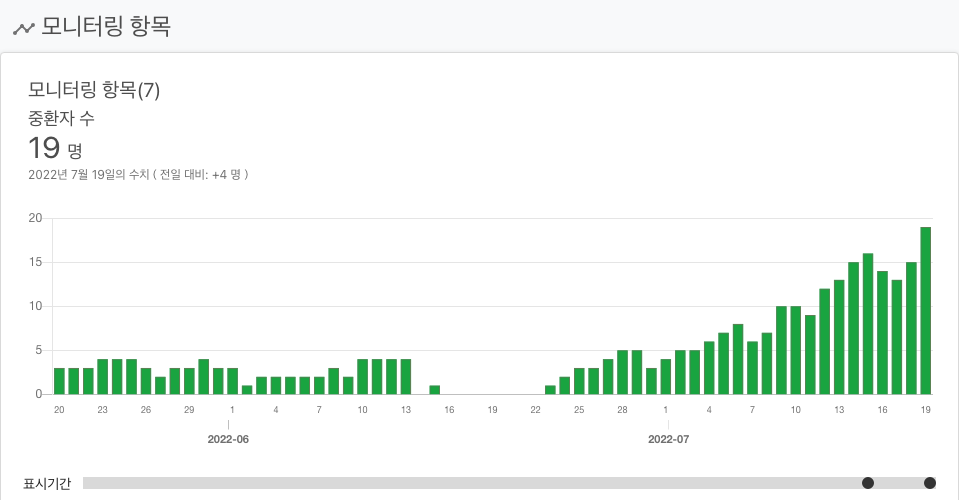 모니터링 항목
모니터링 항목(7)
중환자 수
19 명
2022년 7월 19일의 수치 ( 전일 대비: +4 명 )
20
15
10
5
0
20 23 26 29 1 4 7 10 13 16 19 22 25 28 1 4 7 10 13 16 19
2022-06 2022-07
표시기간